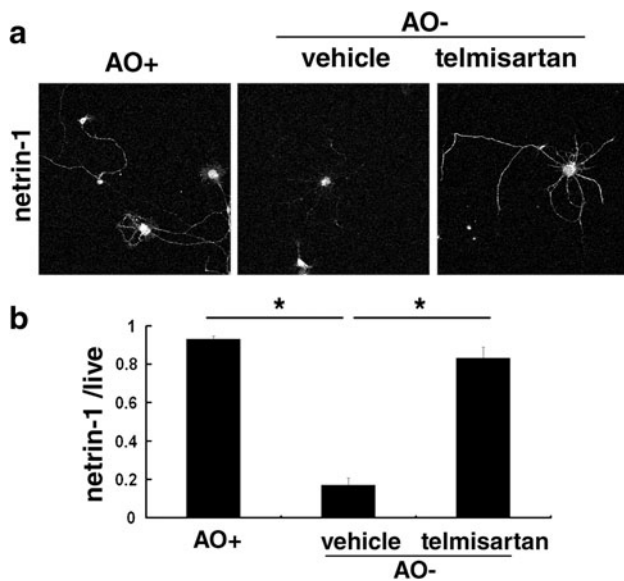 a
AO-
AO+ vehicle telmisartan
netrin-1
b
* *
netrin-1 /live
1
0.8
0.6
0.4
0.2
0
AO+ vehicle telmisartan
AO-